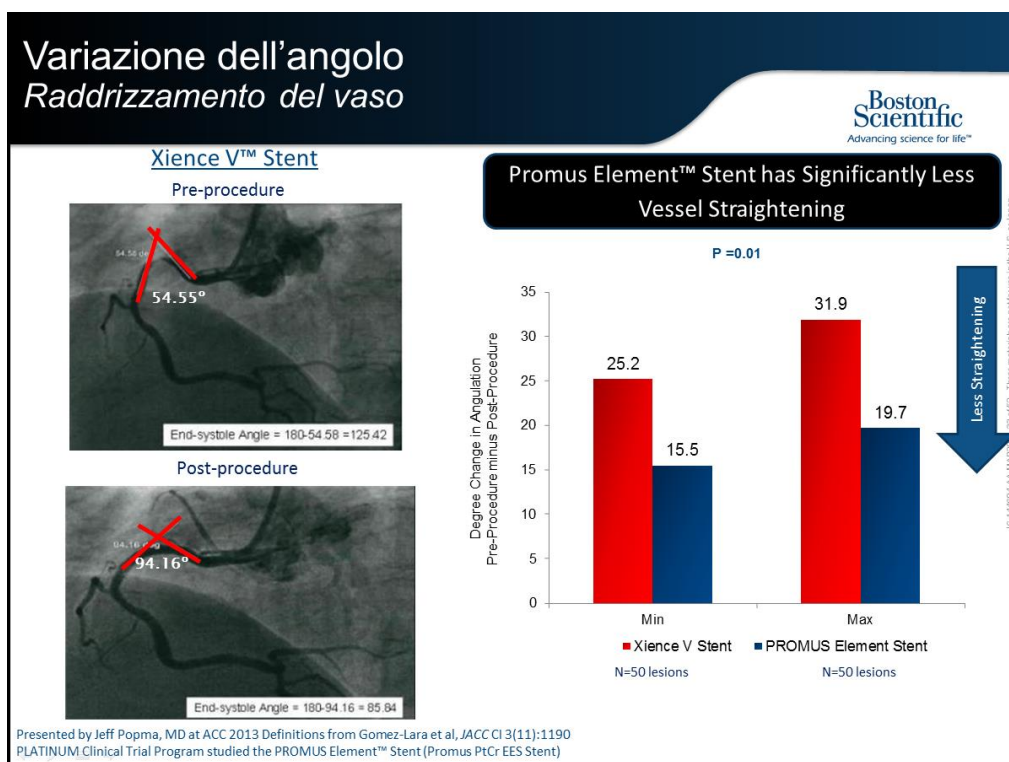 Variazione dell'angolo
Raddrizzamento del vaso
Boston
Scientific
Advancing science for life™
Xience V™ Stent
Pre-procedure
54.55º
End-systole Angle = 180-54.58 =125.42
Post-procedure
94.16 deg
94.16º
End-systole Angle = 180-94.16 = 85.84
Promus Element™ Stent has Significantly Less
Vessel Straightening
P =0.01
Degree Change in Angulation
Pre-Procedure minus Post-Procedure
35
30
25
20
15
10
5
0
25.2
15.5
31.9
19.7
Min
Max
Xience V Stent
PROMUS Element Stent
N=50 lesions
N=50 lesions
Less Straightening
Presented by Jeff Popma, MD at ACC 2013 Definitions from Gomez-Lara et al, JACC CI 3(11):1190
PLATINUM Clinical Trial Program studied the PROMUS Element™ Stent (Promus PtCr EES Stent)